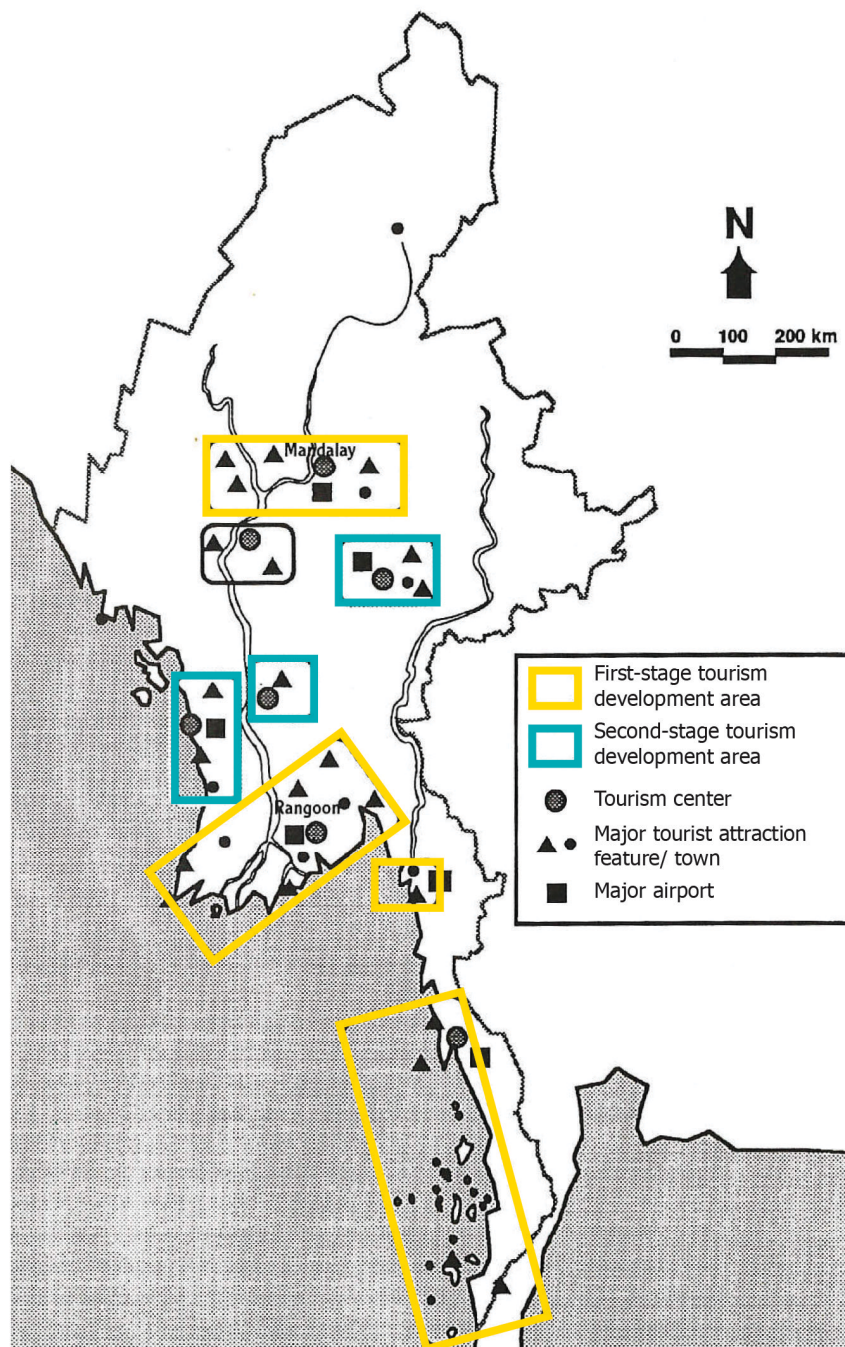 N
0 100 200 km
Mandalay
Rangoon
First-stage tourism
development area
Second-stage tourism
development area
Tourism center
Major tourist attraction
feature/ town
Major airport